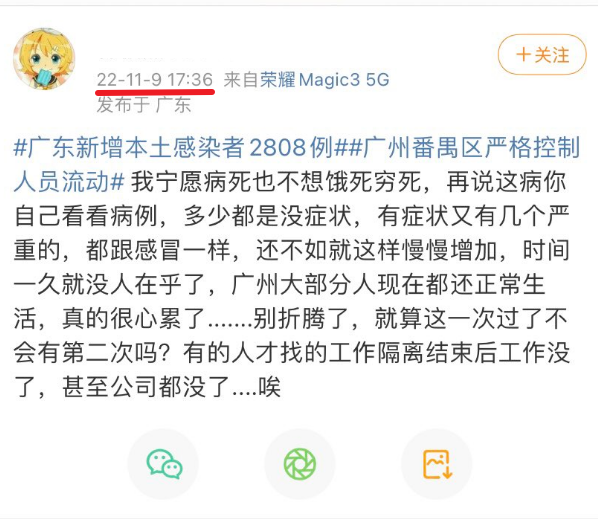 +关注
22-11-9 17:36 来自荣耀Magic3 5G
发布于 广东
#广东新增本土感染者2808例##广州番禺区严格控制
人员流动# 我宁愿病死也不想饿死穷死，再说这病你
自己看看病例，多少都是没症状，有症状又有几个严
重的，都跟感冒一样，还不如就这样慢慢增加，时间
一久就没人在乎了，广州大部分人现在都还正常生
活，真的很心累了.......别折腾了，就算这一次过了不
会有第二次吗？有的人才找的工作隔离结束后工作没
了，甚至公司都没了....唉